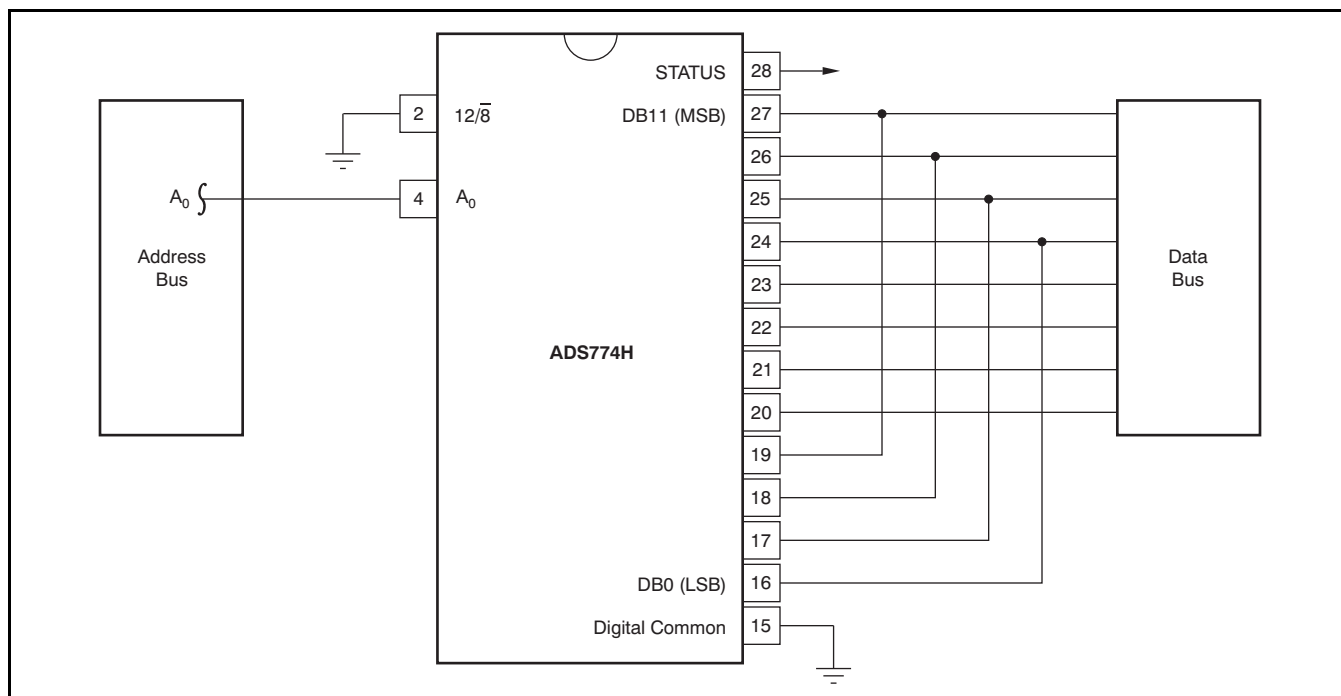 STATUS 28
2 12/8̅ DB11 (MSB) 27
26
A₀ 4 A₀ 25
24
Address
Bus
Data
Bus
23
22
ADS774H
21
20
19
18
17
DB0 (LSB) 16
Digital Common 15